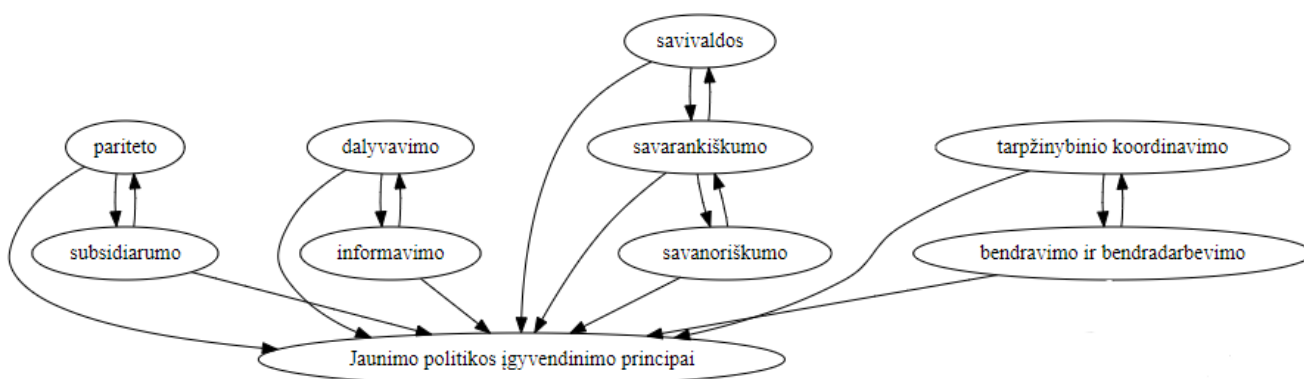 savivaldos
pariteto
dalyvavimo
savarankiškumo
tarpžinybinio koordinavimo
subsidiarumo
informavimo
savanoriškumo
bendravimo ir bendradarbevimo
Jaunimo politikos įgyvendinimo principai